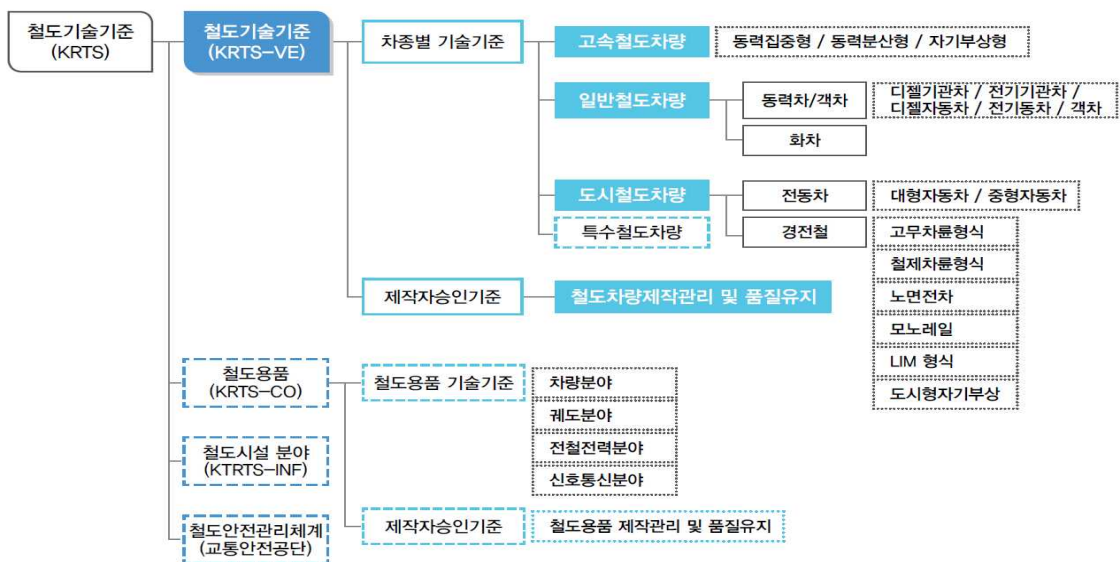 철도기술기준
(KRTS)
철도기술기준
(KRTS-VE)
차종별 기술기준
고속철도차량
동력집중형 / 동력분산형 / 자기부상형
일반철도차량
동력차/객차
디젤기관차 / 전기기관차 /
디젤자동차 / 전기동차 / 객차
화차
도시철도차량
전동차
대형자동차 / 중형자동차
특수철도차량
경전철
고무차륜형식
철제차륜형식
노면전차
모노레일
LIM 형식
도시형자기부상
제작자승인기준
철도차량제작관리 및 품질유지
철도용품
(KRTS-CO)
철도용품 기술기준
차량분야
궤도분야
전철전력분야
신호통신분야
철도시설 분야
(KTRTS-INF)
제작자승인기준
철도용품 제작관리 및 품질유지
철도안전관리체계
(교통안전공단)